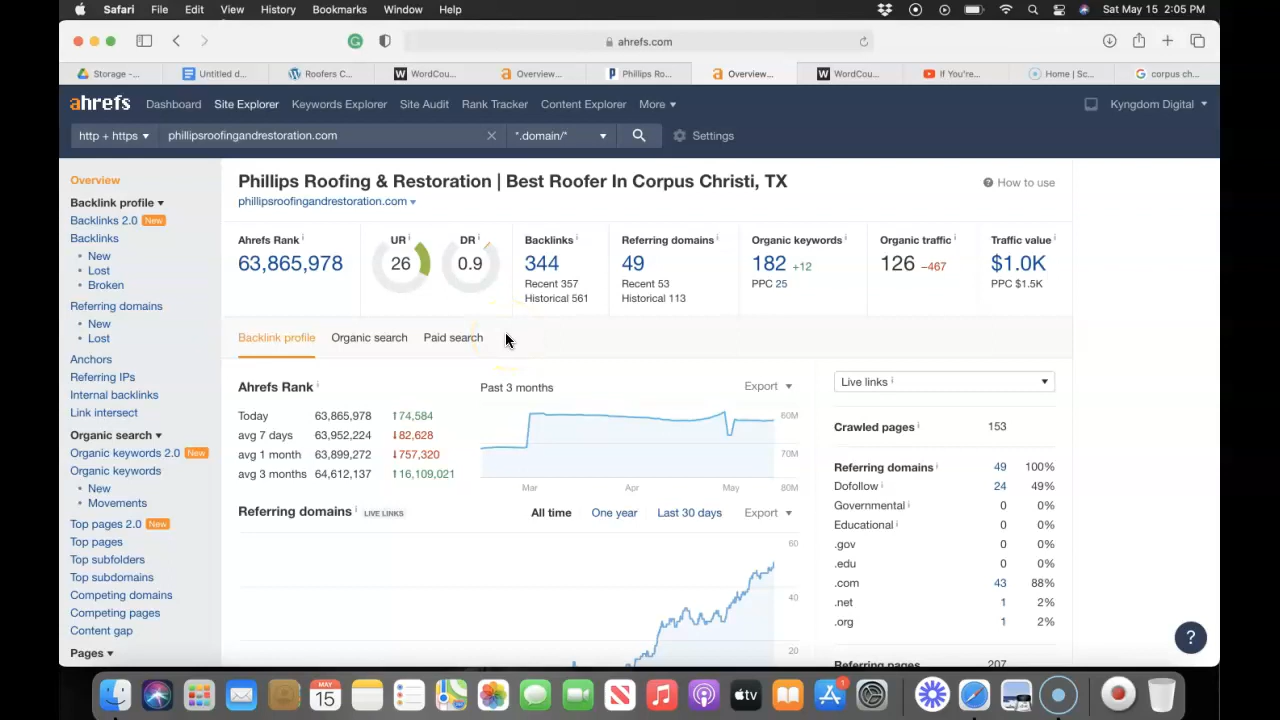 Safari File Edit View History Bookmarks Window Help Sat May 15 2:05 PM
ahrefs.com
Storage -... Untitled d... Roofers C... WordCou... Overview... Phillips Ro... Overview... WordCou... If You're... Home | Sc... corpus ch...
ahrefs Dashboard Site Explorer Keywords Explorer Site Audit Rank Tracker Content Explorer More Kyngdom Digital
http + https phillipsroofingandrestoration.com *.domain/* Settings
Overview
Backlink profile
Backlinks 2.0 New
Backlinks
New
Lost
Broken
Referring domains
New
Lost
Anchors
Referring IPs
Internal backlinks
Link intersect
Organic search
Organic keywords 2.0 New
Organic keywords
New
Movements
Top pages 2.0 New
Top pages
Top subfolders
Top subdomains
Competing domains
Competing pages
Content gap
Pages
Phillips Roofing & Restoration | Best Roofer In Corpus Christi, TX
How to use
phillipsroofingandrestoration.com
Ahrefs Rank UR DR Backlinks Referring domains Organic keywords Organic traffic Traffic value
63,865,978 26 0.9 344 49 182 +12 126 −467 $1.0K
Recent 357 Recent 53 PPC 25 PPC $1.5K
Historical 561 Historical 113
Backlink profile Organic search Paid search
Ahrefs Rank Past 3 months Export
Today 63,865,978 ↑74,584
avg 7 days 63,952,224 ↓82,628
avg 1 month 63,899,272 ↓757,320
avg 3 months 64,612,137 ↑16,109,021
60M
70M
80M
Mar Apr May
Referring domains LIVE LINKS All time One year Last 30 days Export
60
40
20
Live links
Crawled pages 153
Referring domains 49 100%
Dofollow 24 49%
Governmental 0 0%
Educational 0 0%
.gov 0 0%
.edu 0 0%
.com 43 88%
.net 1 2%
.org 1 2%
Referring pages 207
?
MAY
15
tv
1